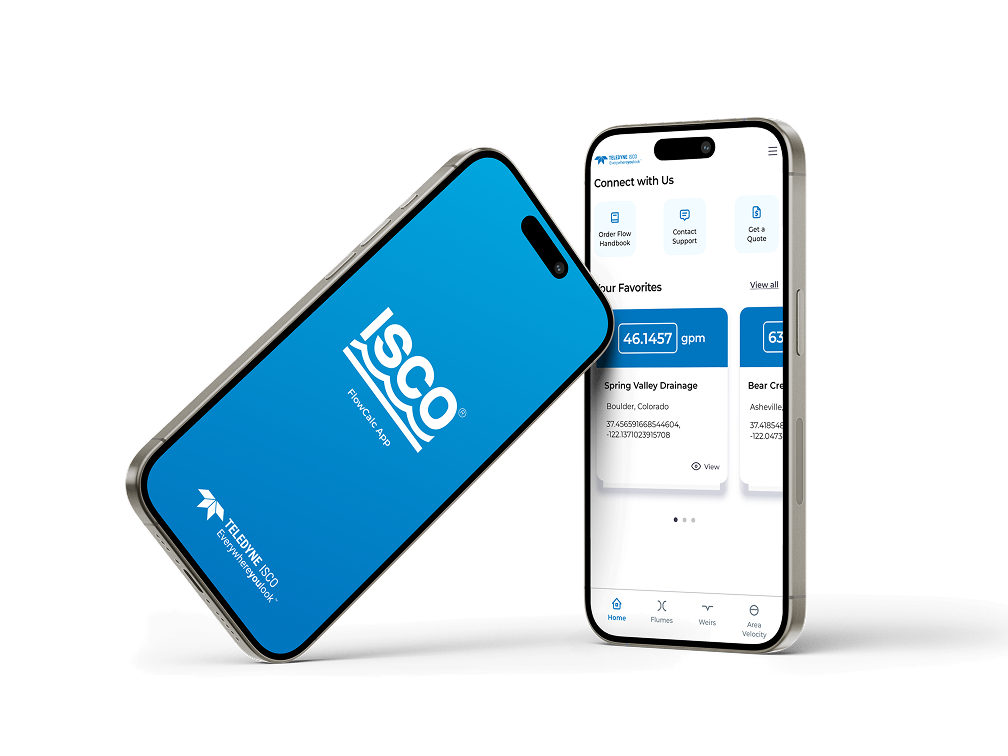 ISCO®
FlowCalc App
TELEDYNE ISCO
Everywhereyoulook™
TELEDYNE ISCO
Everywhereyoulook
Connect with Us
Order Flow
Handbook
Contact
Support
Get a
Quote
Your Favorites
View all
46.1457 gpm
63
Spring Valley Drainage
Bear Cre
Boulder, Colorado
Asheville,
37.456591668544604,
-122.1371023915708
37.41854
-122.0473
View
Home
Flumes
Weirs
Area
Velocity